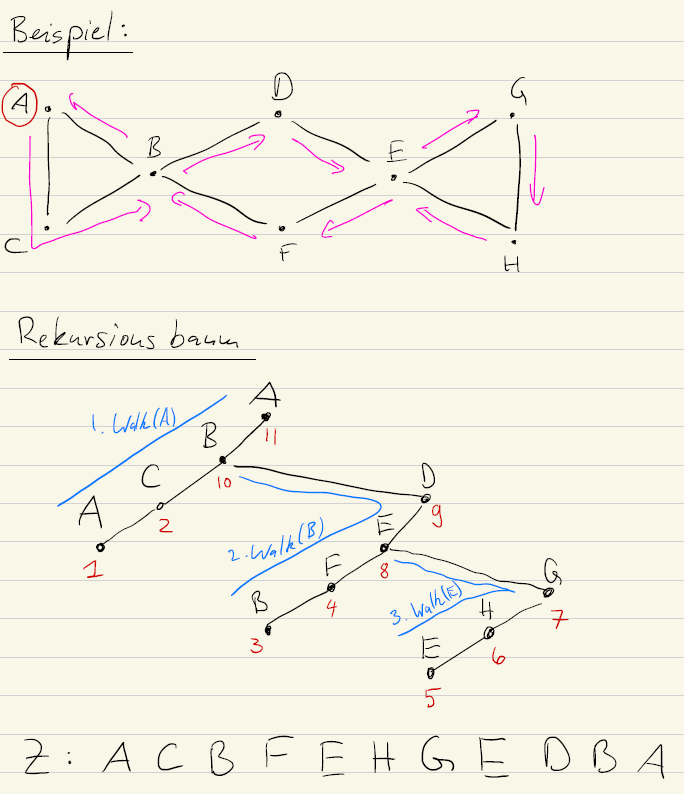 Beispiel:
A D G
B E
C F H
Rekursionsbaum
1. Walk(A) A
B 11
C 10 D
A 2 E 9
1 2. Walk(B) F 8 G
B 4 3. Walk(E) H 7
3 E 6
5
Z: A C B F E H G E D B A